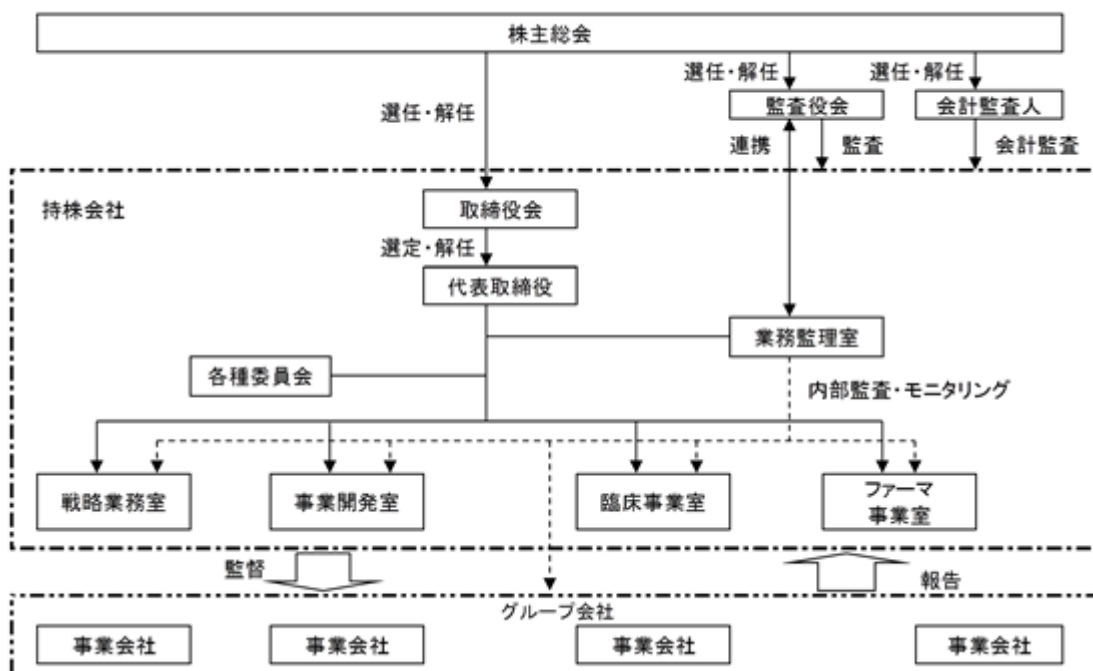 株主総会
選任・解任
選任・解任
選任・解任
監査役会
会計監査人
連携
監査
会計監査
持株会社
取締役会
選定・解任
代表取締役
業務監理室
各種委員会
内部監査・モニタリング
戦略業務室
事業開発室
臨床事業室
ファーマ
事業室
監督
報告
グループ会社
事業会社
事業会社
事業会社
事業会社